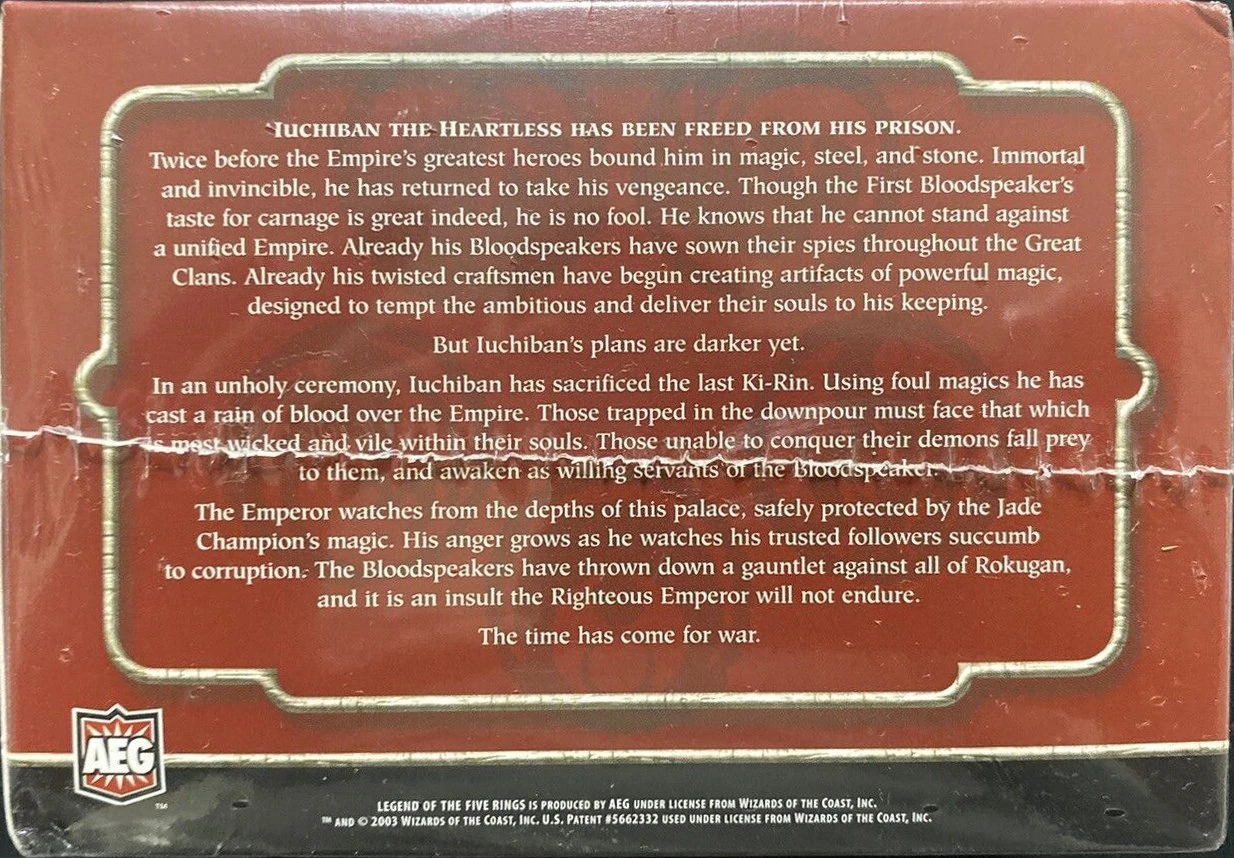 IUCHIBAN THE HEARTLESS HAS BEEN FREED FROM HIS PRISON.
Twice before the Empire's greatest heroes bound him in magic, steel, and stone. Immortal
and invincible, he has returned to take his vengeance. Though the First Bloodspeaker's
taste for carnage is great indeed, he is no fool. He knows that he cannot stand against
a unified Empire. Already his Bloodspeakers have sown their spies throughout the Great
Clans. Already his twisted craftsmen have begun creating artifacts of powerful magic,
designed to tempt the ambitious and deliver their souls to his keeping.
But Iuchiban's plans are darker yet.
In an unholy ceremony, Iuchiban has sacrificed the last Ki-Rin. Using foul magics he has
cast a rain of blood over the Empire. Those trapped in the downpour must face that which
is most wicked and vile within their souls. Those unable to conquer their demons fall prey
to them, and awaken as willing servants of the Bloodspeaker.
The Emperor watches from the depths of this palace, safely protected by the Jade
Champion's magic. His anger grows as he watches his trusted followers succumb
to corruption. The Bloodspeakers have thrown down a gauntlet against all of Rokugan,
and it is an insult the Righteous Emperor will not endure.
The time has come for war.
AEG
TM
LEGEND OF THE FIVE RINGS IS PRODUCED BY AEG UNDER LICENSE FROM WIZARDS OF THE COAST, INC.
™ AND © 2003 WIZARDS OF THE COAST, INC. U.S. PATENT #5662332 USED UNDER LICENSE FROM WIZARDS OF THE COAST, INC.